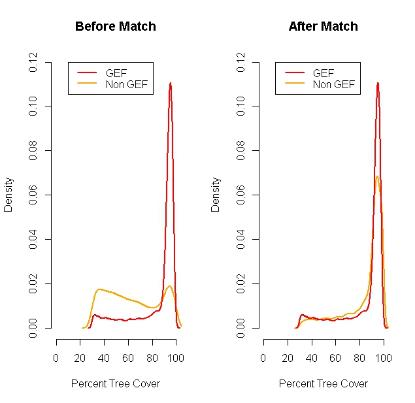 Before Match
GEF
Non GEF
Density
0.00 0.02 0.04 0.06 0.08 0.10 0.12
0 20 40 60 80 100
Percent Tree Cover
After Match
GEF
Non GEF
Density
0.00 0.02 0.04 0.06 0.08 0.10 0.12
0 20 40 60 80 100
Percent Tree Cover